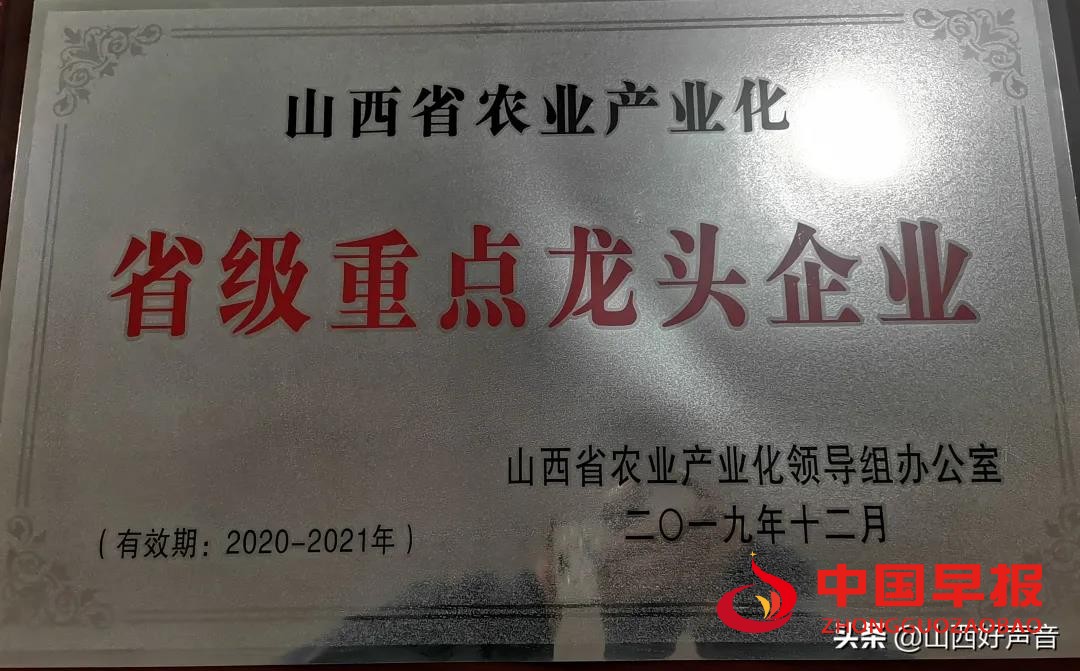 山西省农业产业化
省级重点龙头企业
山西省农业产业化领导组办公室
二〇一九年十二月
（有效期：2020-2021年）
中国早报
ZHONGGUOZAOBAO
头条 @山西好声音